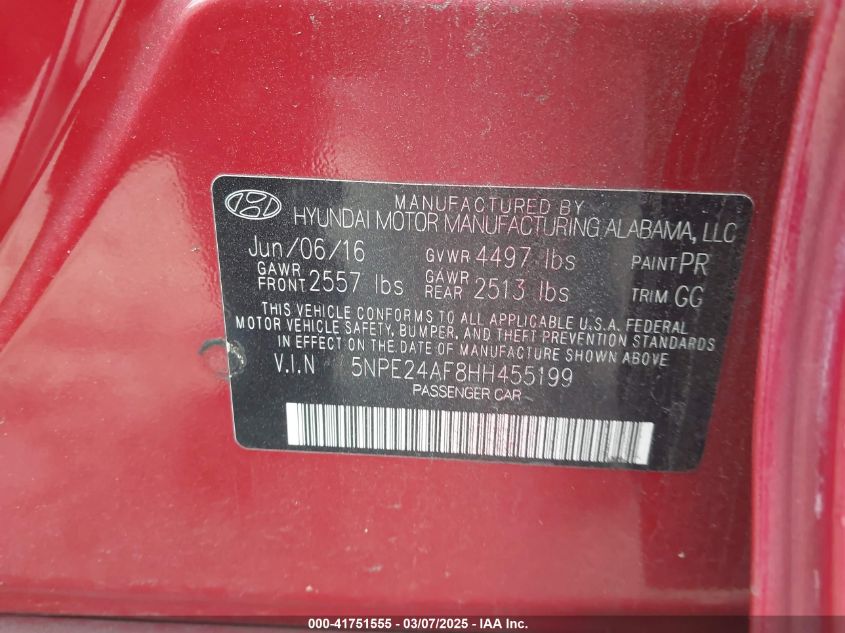 MANUFACTURED BY
HYUNDAI MOTOR MANUFACTURING ALABAMA, LLC
Jun/06/16 GVWR 4497 lbs PAINT PR
GAWR FRONT 2557 lbs GAWR REAR 2513 lbs TRIM GG
THIS VEHICLE CONFORMS TO ALL APPLICABLE U.S.A. FEDERAL
MOTOR VEHICLE SAFETY, BUMPER, AND THEFT PREVENTION STANDARDS
IN EFFECT ON THE DATE OF MANUFACTURE SHOWN ABOVE.
V.I.N 5NPE24AF8HH455199
PASSENGER CAR
000-41751555 - 03/07/2025 - IAA Holdings, LLC.